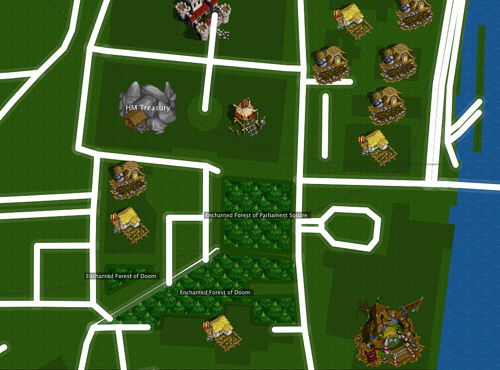 HM Treasury
Enchanted Forest of Parliament Square
Enchanted Forest of Doom
Enchanted Forest of Doom